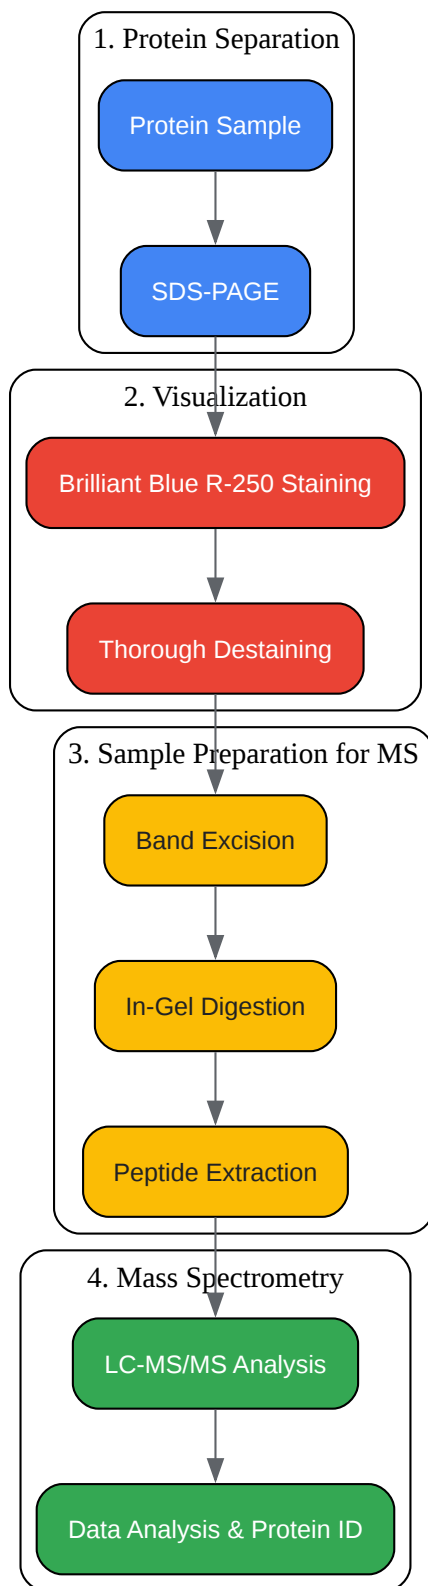 1. Protein Separation
Protein Sample
SDS-PAGE
2. Visualization
Brilliant Blue R-250 Staining
Thorough Destaining
3. Sample Preparation for MS
Band Excision
In-Gel Digestion
Peptide Extraction
4. Mass Spectrometry
LC-MS/MS Analysis
Data Analysis & Protein ID